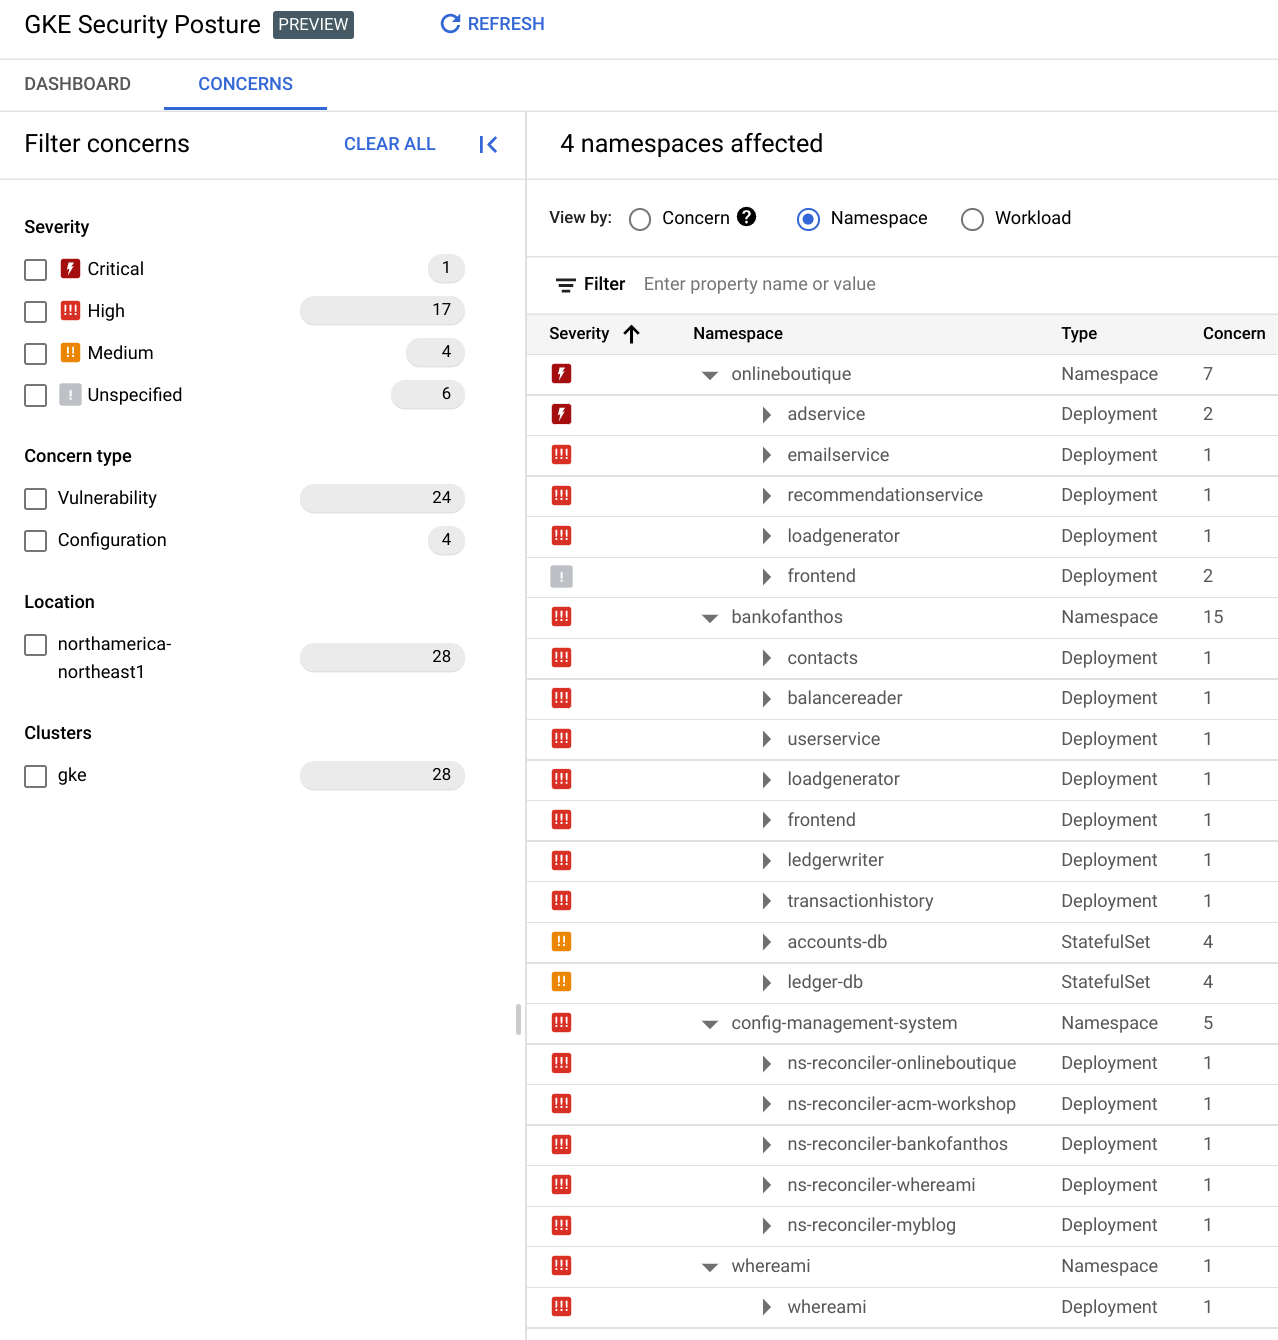 GKE Security Posture PREVIEW REFRESH
DASHBOARD CONCERNS
Filter concerns CLEAR ALL
Severity
Critical 1
High 17
Medium 4
Unspecified 6
Concern type
Vulnerability 24
Configuration 4
Location
northamerica-
northeast1 28
Clusters
gke 28
4 namespaces affected
View by: Concern Namespace Workload
Filter Enter property name or value
Severity Namespace Type Concern
onlineboutique Namespace 7
adservice Deployment 2
emailservice Deployment 1
recommendationservice Deployment 1
loadgenerator Deployment 1
frontend Deployment 2
bankofanthos Namespace 15
contacts Deployment 1
balancereader Deployment 1
userservice Deployment 1
loadgenerator Deployment 1
frontend Deployment 1
ledgerwriter Deployment 1
transactionhistory Deployment 1
accounts-db StatefulSet 4
ledger-db StatefulSet 4
config-management-system Namespace 5
ns-reconciler-onlineboutique Deployment 1
ns-reconciler-acm-workshop Deployment 1
ns-reconciler-bankofanthos Deployment 1
ns-reconciler-whereami Deployment 1
ns-reconciler-myblog Deployment 1
whereami Namespace 1
whereami Deployment 1